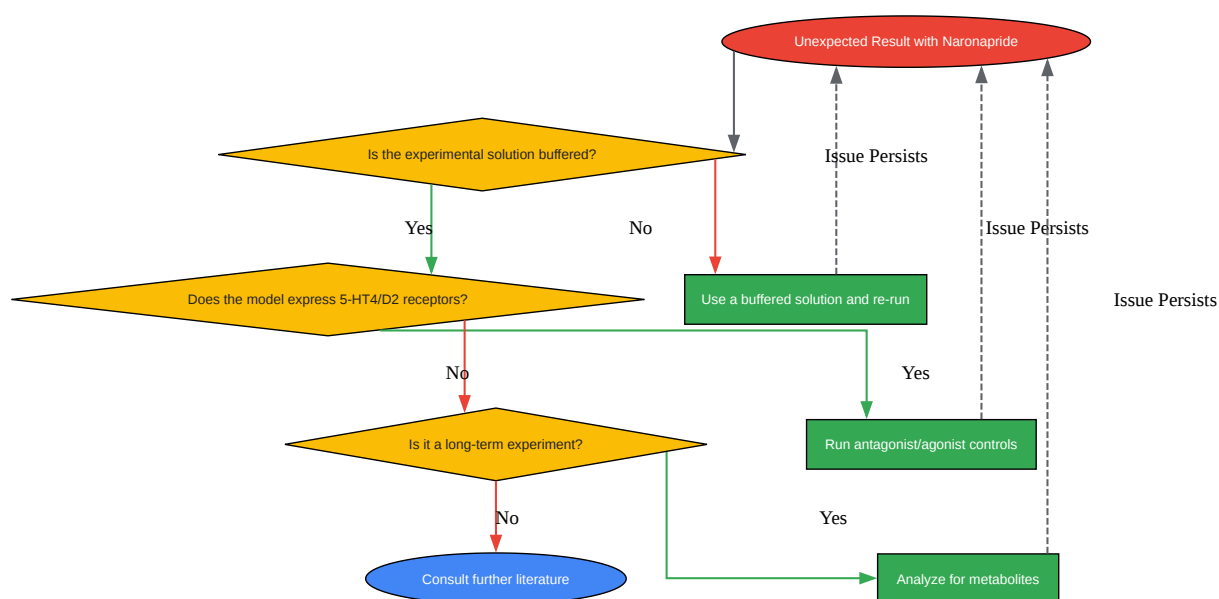 Unexpected Result with Naronapride
Is the experimental solution buffered?
Issue Persists
Yes
No
Issue Persists
Does the model express 5-HT4/D2 receptors?
Use a buffered solution and re-run
Issue Persists
No
Yes
Is it a long-term experiment?
Run antagonist/agonist controls
No
Yes
Consult further literature
Analyze for metabolites